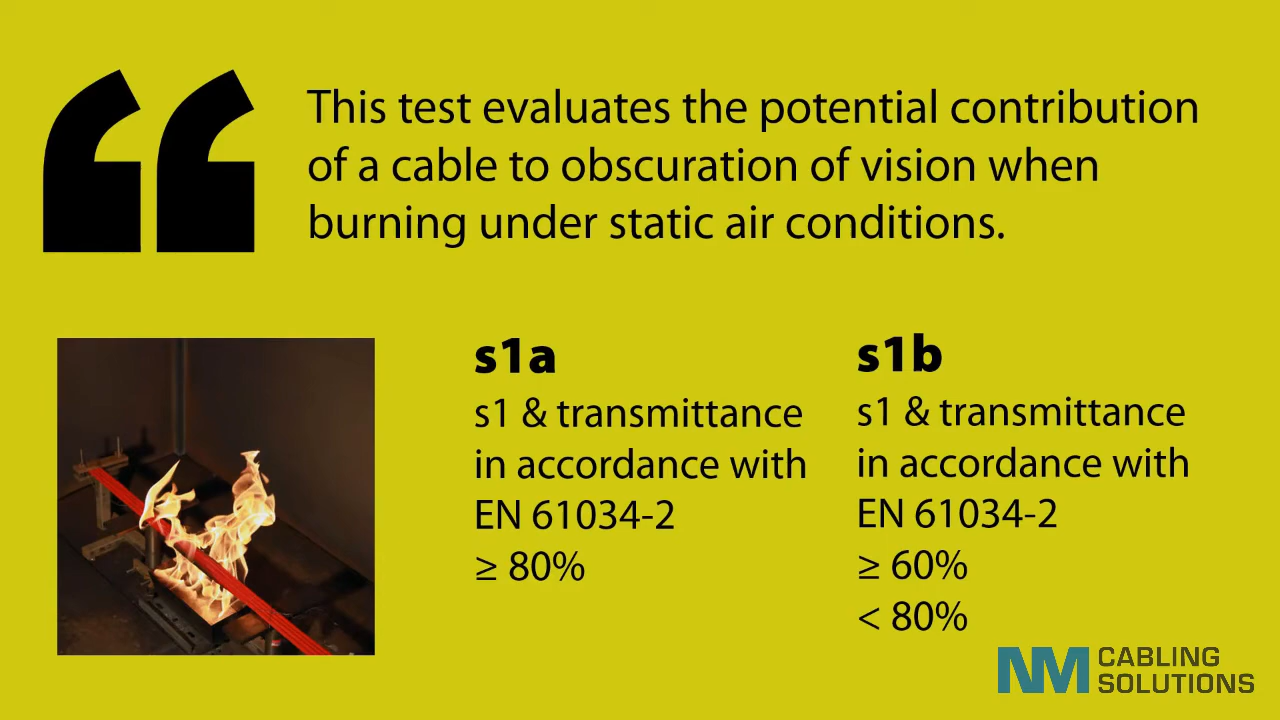 “
This test evaluates the potential contribution
of a cable to obscuration of vision when
burning under static air conditions.
s1a
s1 & transmittance
in accordance with
EN 61034-2
≥ 80%
s1b
s1 & transmittance
in accordance with
EN 61034-2
≥ 60%
< 80%
NM CABLING
SOLUTIONS